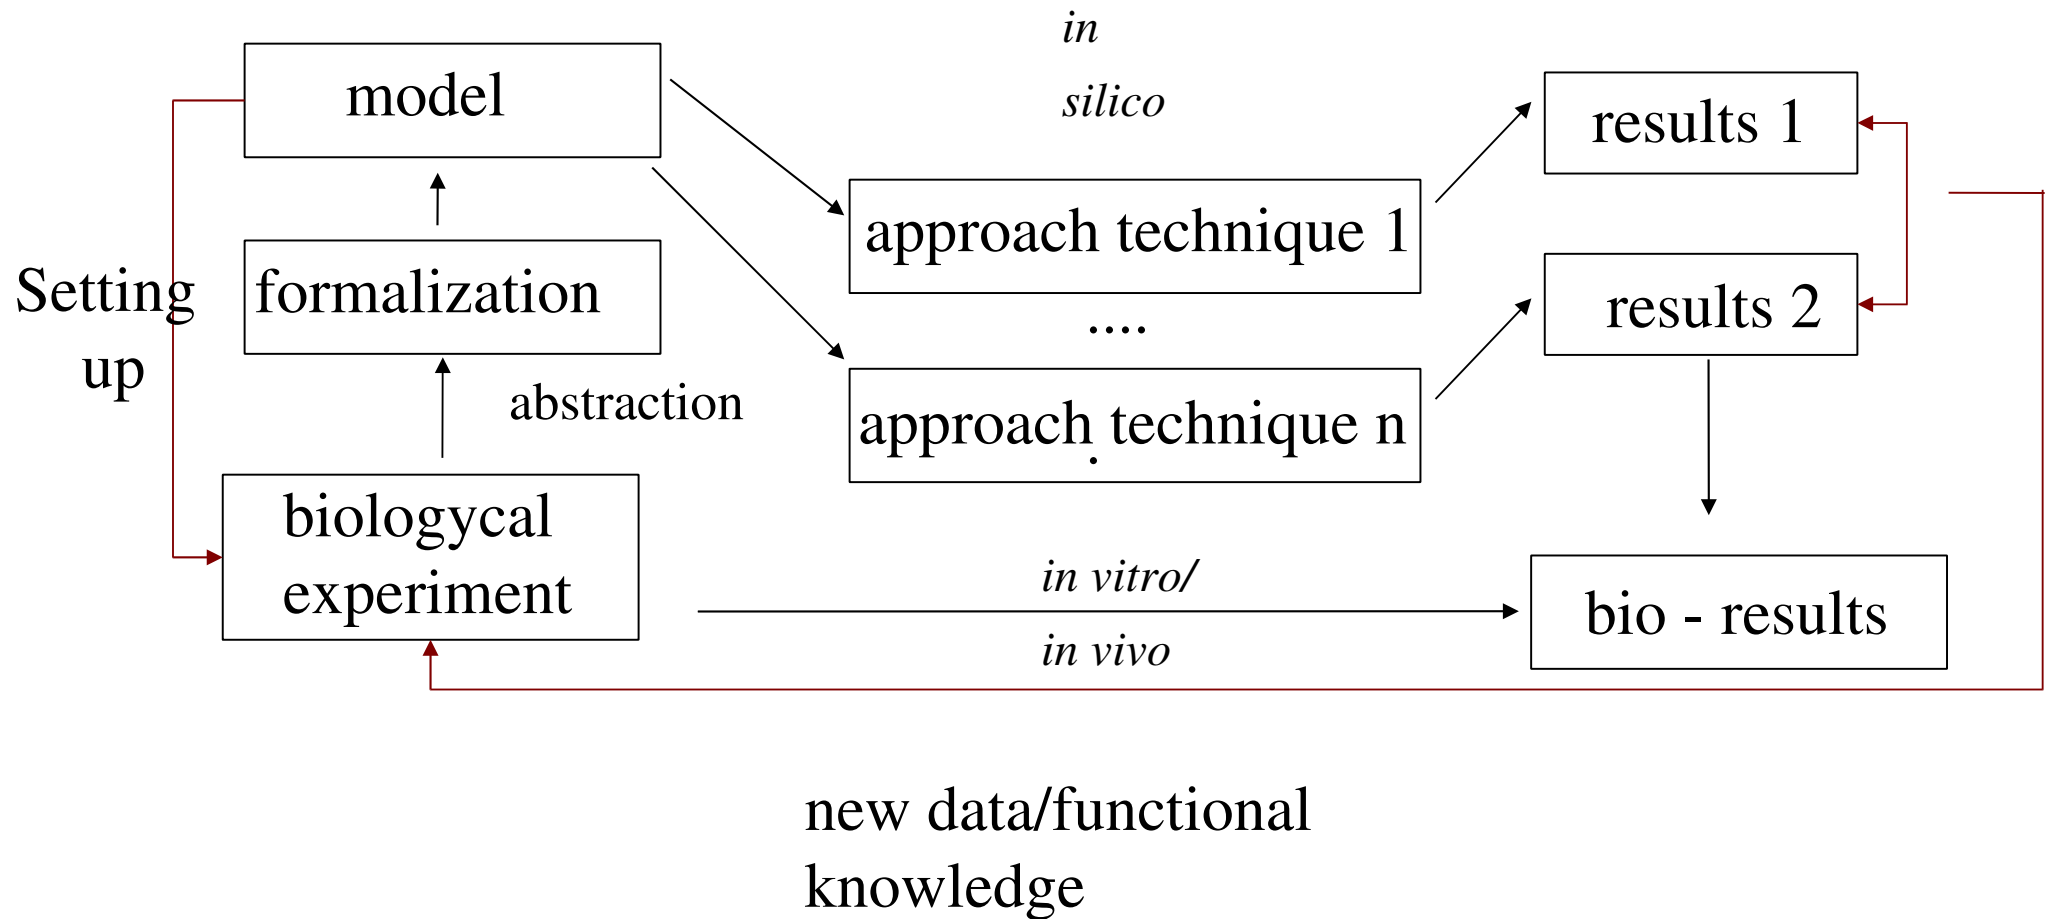 in
silico
model
results 1
approach technique 1
Setting
up
formalization
results 2
....
abstraction
approach technique n
.
biologycal
experiment
in vitro/
in vivo
bio - results
new data/functional
knowledge